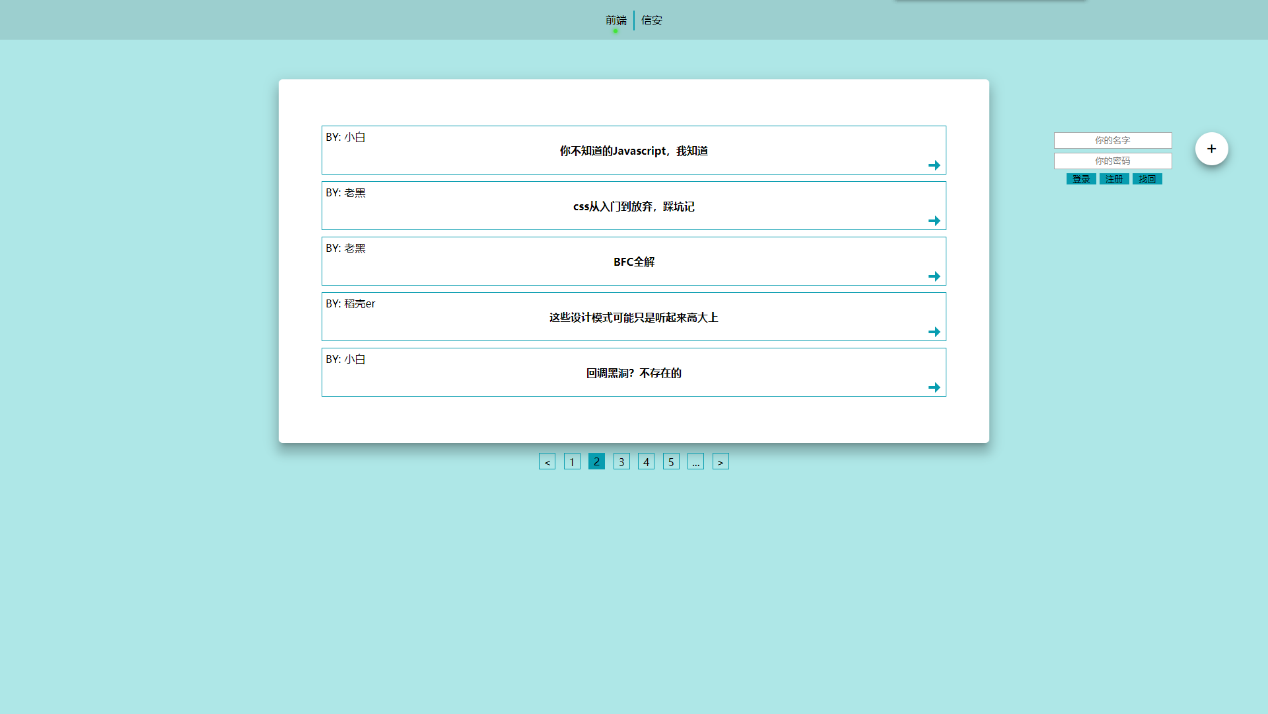 前端 信安
BY: 小白
你不知道的Javascript，我知道
BY: 老黑
css从入门到放弃，踩坑记
BY: 老黑
BFC全解
BY: 稻壳er
这些设计模式可能只是听起来高大上
BY: 小白
回调黑洞？不存在的
你的名字
你的密码
登录 注册 找回
+
< 1 2 3 4 5 ... >